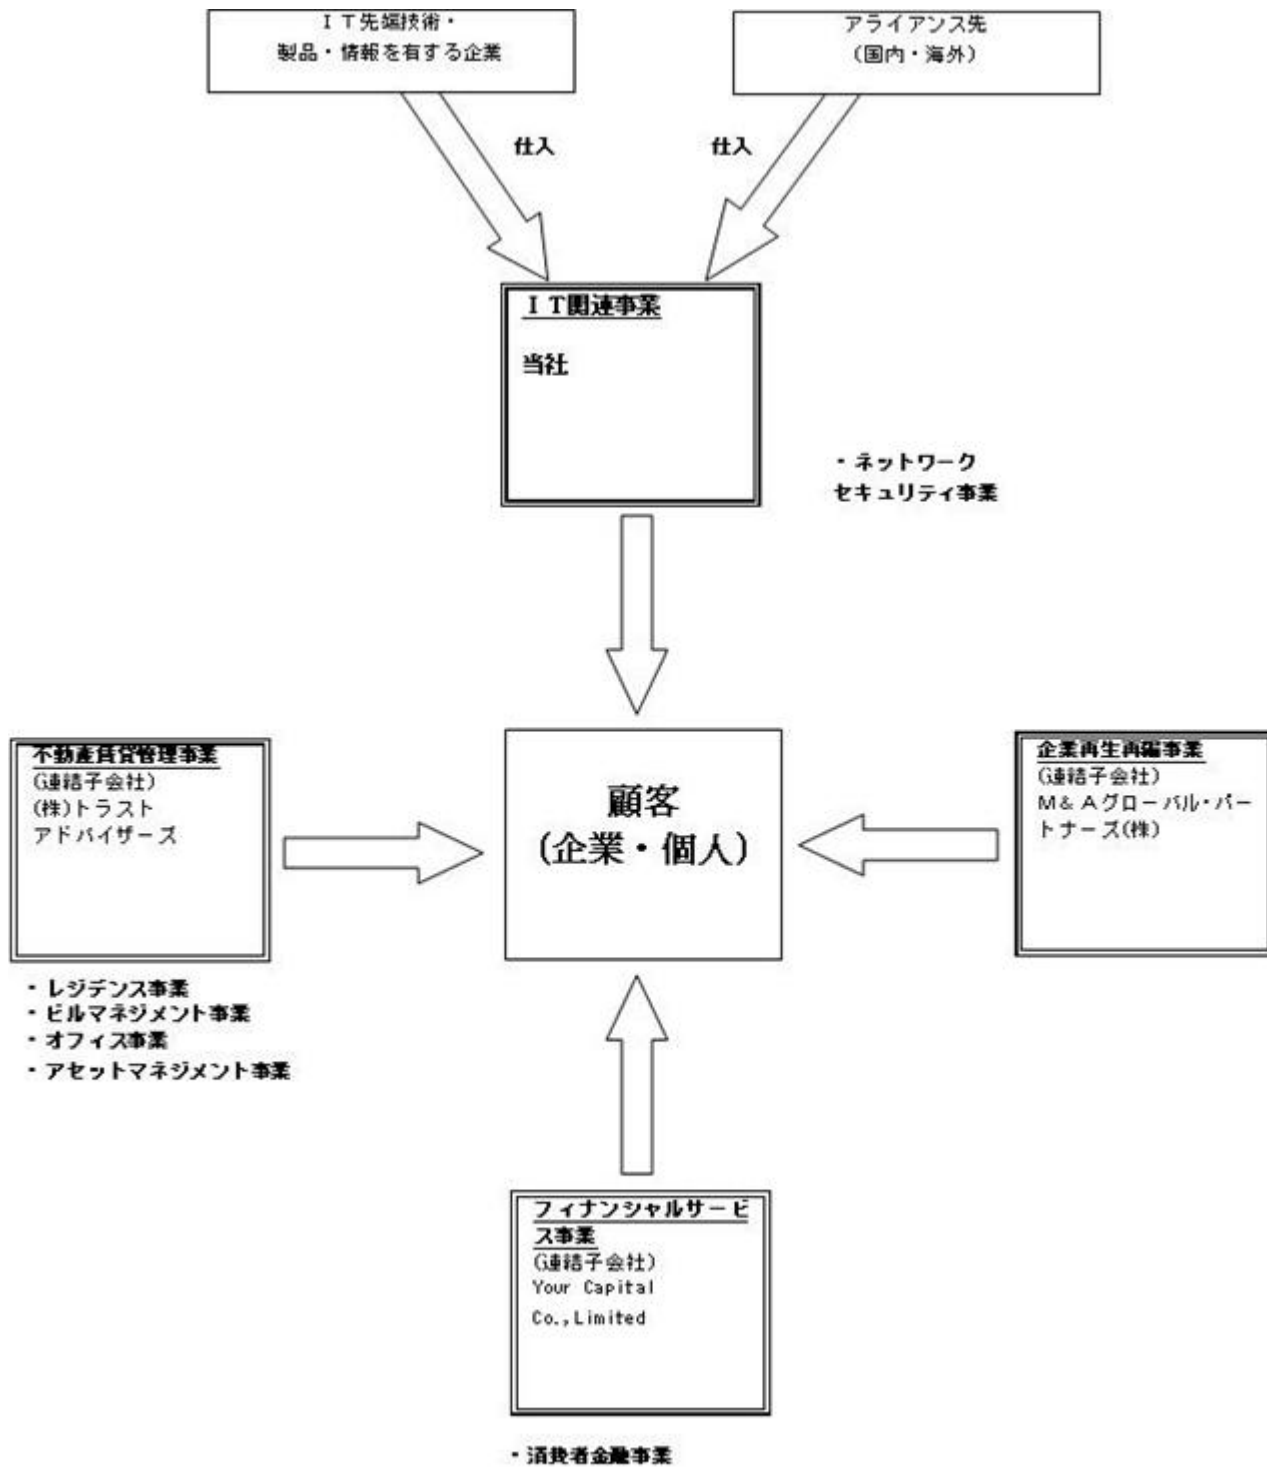 ＩＴ先端技術・
製品・情報を有する企業
アライアンス先
（国内・海外）
仕入
仕入
ＩＴ関連事業
当社
・ネットワーク
セキュリティ事業
不動産賃貸管理事業
(連結子会社)
(株)トラスト
アドバイザーズ
顧客
（企業・個人）
企業再生再編事業
(連結子会社)
Ｍ＆Ａグローバル・パー
トナーズ(株)
・レジデンス事業
・ビルマネジメント事業
・オフィス事業
・アセットマネジメント事業
フィナンシャルサービ
ス事業
(連結子会社)
Your Capital
Co.,Limited
・消費者金融事業